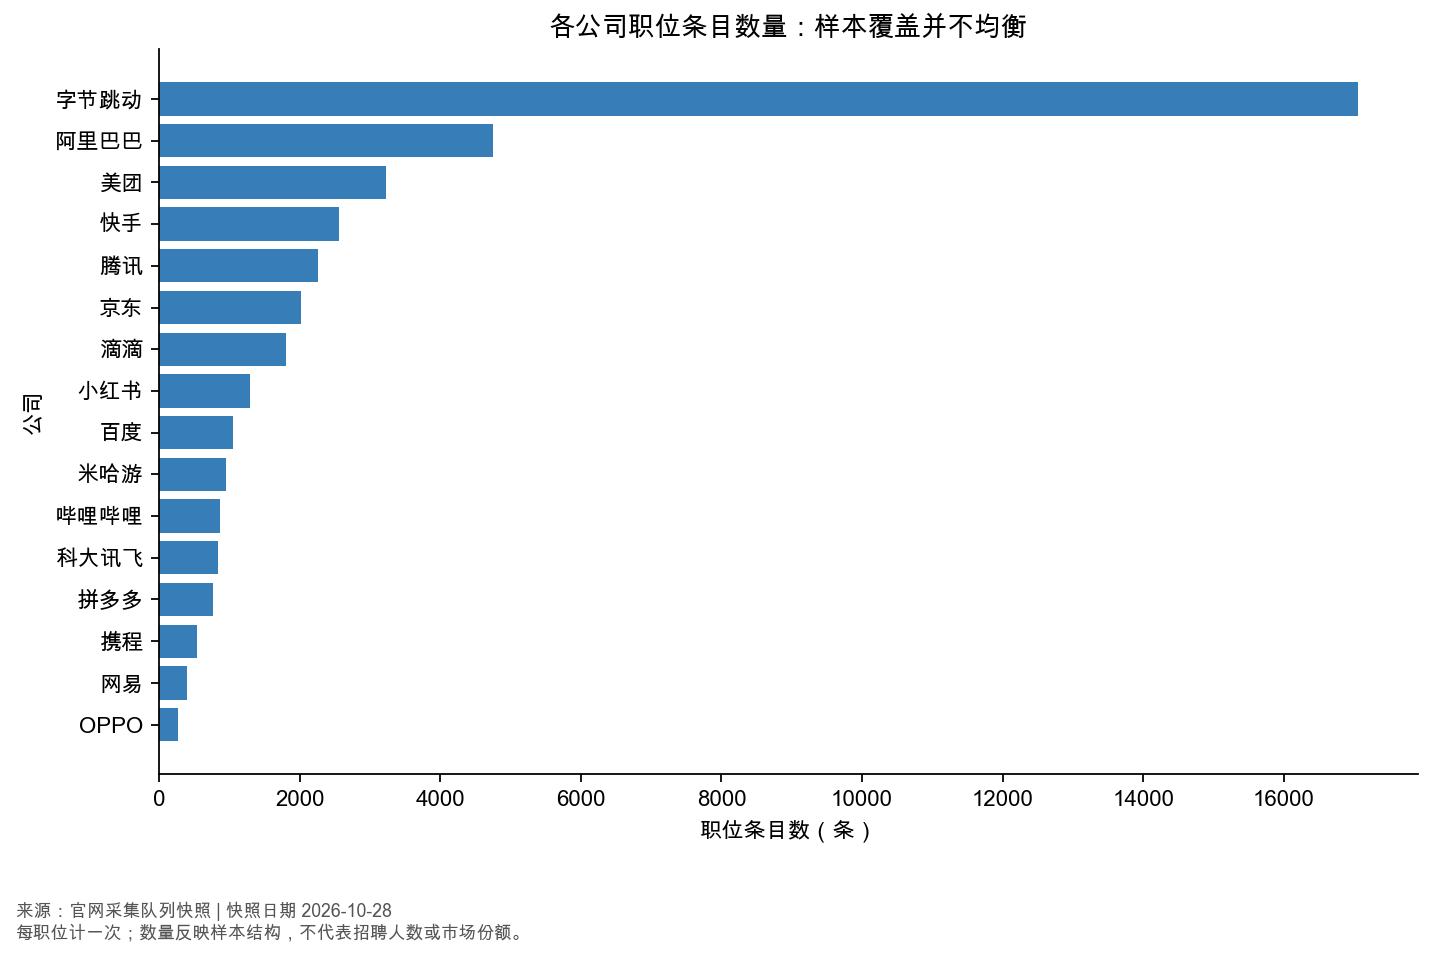 各公司职位条目数量：样本覆盖并不均衡
公司
字节跳动
阿里巴巴
美团
快手
腾讯
京东
滴滴
小红书
百度
米哈游
哔哩哔哩
科大讯飞
拼多多
携程
网易
OPPO
0 2000 4000 6000 8000 10000 12000 14000 16000
职位条目数（条）
来源：官网采集队列快照 | 快照日期 2026-10-28
每职位计一次；数量反映样本结构，不代表招聘人数或市场份额。